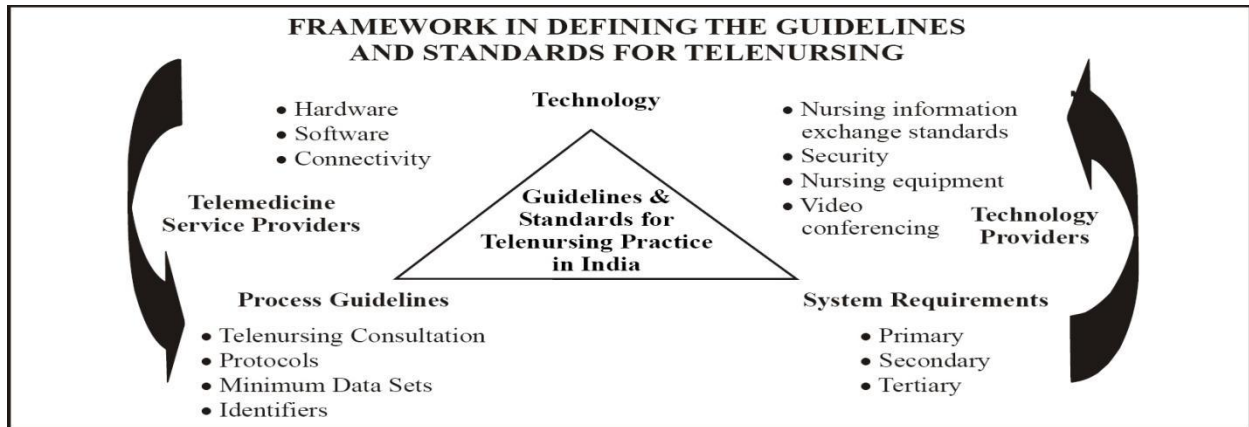 FRAMEWORK IN DEFINING THE GUIDELINES
AND STANDARDS FOR TELENURSING
Technology
• Hardware
• Software
• Connectivity
• Nursing information
exchange standards
• Security
• Nursing equipment
• Video
conferencing
Telemedicine
Service Providers
Guidelines &
Standards for
Telenursing Practice
in India
Technology
Providers
Process Guidelines
• Telenursing Consultation
• Protocols
• Minimum Data Sets
• Identifiers
System Requirements
• Primary
• Secondary
• Tertiary